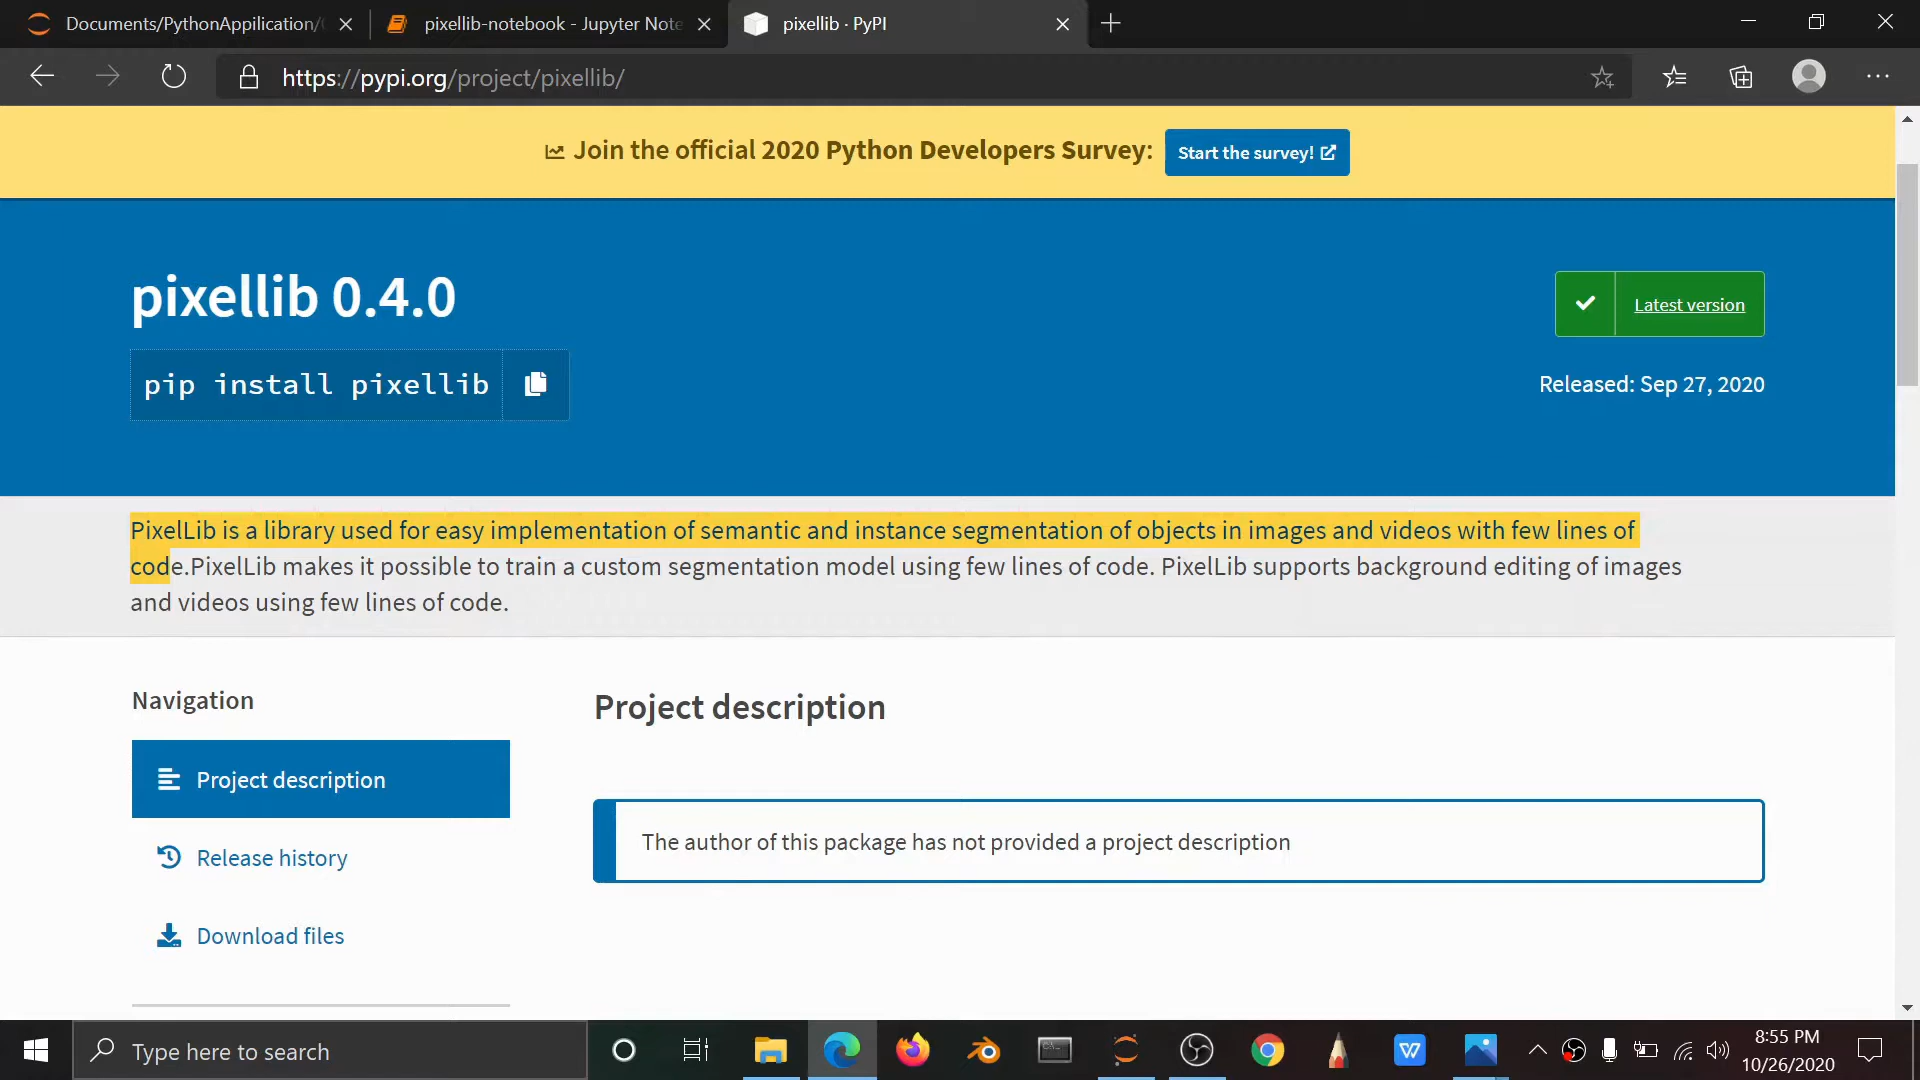 Documents/PythonAppilication/
pixellib-notebook - Jupyter Note
pixellib · PyPI
https://pypi.org/project/pixellib/
Join the official 2020 Python Developers Survey:
Start the survey!
pixellib 0.4.0
Latest version
pip install pixellib
Released: Sep 27, 2020
PixelLib is a library used for easy implementation of semantic and instance segmentation of objects in images and videos with few lines of
code.PixelLib makes it possible to train a custom segmentation model using few lines of code. PixelLib supports background editing of images
and videos using few lines of code.
Navigation
Project description
Project description
The author of this package has not provided a project description
Release history
Download files
Type here to search
8:55 PM
10/26/2020